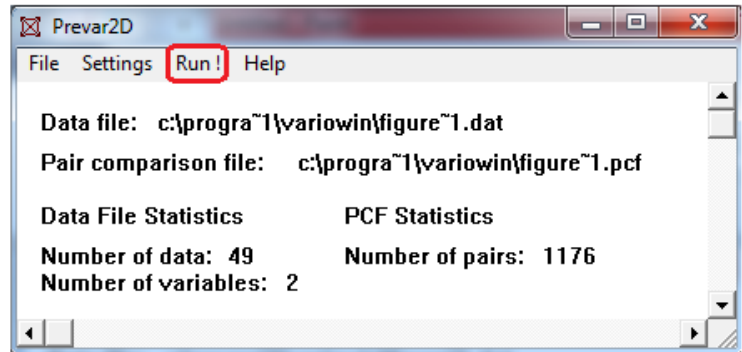 Prevar2D
File Settings Run! Help
Data file: c:\progra~1\variowin\figure~1.dat
Pair comparison file: c:\progra~1\variowin\figure~1.pcf
Data File Statistics PCF Statistics
Number of data: 49 Number of pairs: 1176
Number of variables: 2